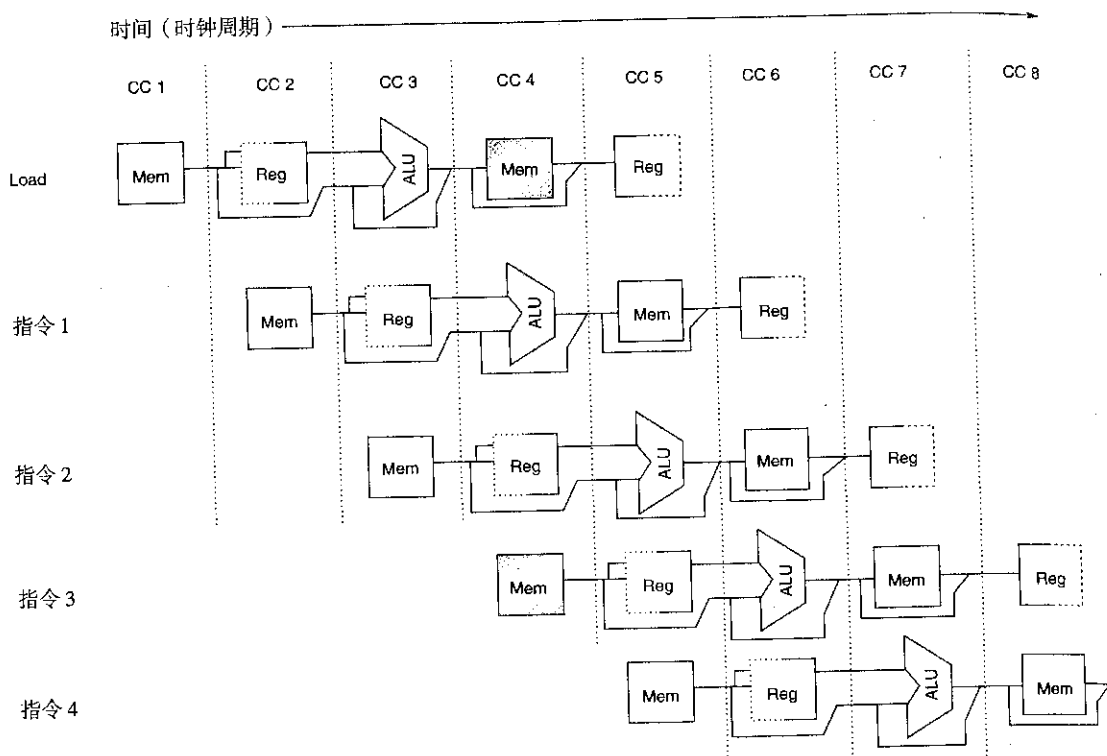 时间（时钟周期）
CC 1 CC 2 CC 3 CC 4 CC 5 CC 6 CC 7 CC 8
Load Mem Reg ALU Mem Reg
指令 1 Mem Reg ALU Mem Reg
指令 2 Mem Reg ALU Mem Reg
指令 3 Mem Reg ALU Mem Reg
指令 4 Mem Reg ALU Mem